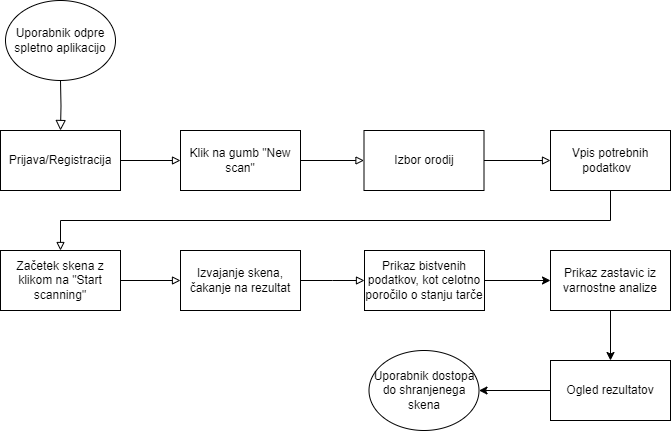 Uporabnik odpre
spletno aplikacijo
Prijava/Registracija
Klik na gumb "New
scan"
Izbor orodij
Vpis potrebnih
podatkov
Začetek skena z
klikom na "Start
scanning"
Izvajanje skena,
čakanje na rezultat
Prikaz bistvenih
podatkov, kot celotno
poročilo o stanju tarče
Prikaz zastavic iz
varnostne analize
Ogled rezultatov
Uporabnik dostopa
do shranjenega
skena